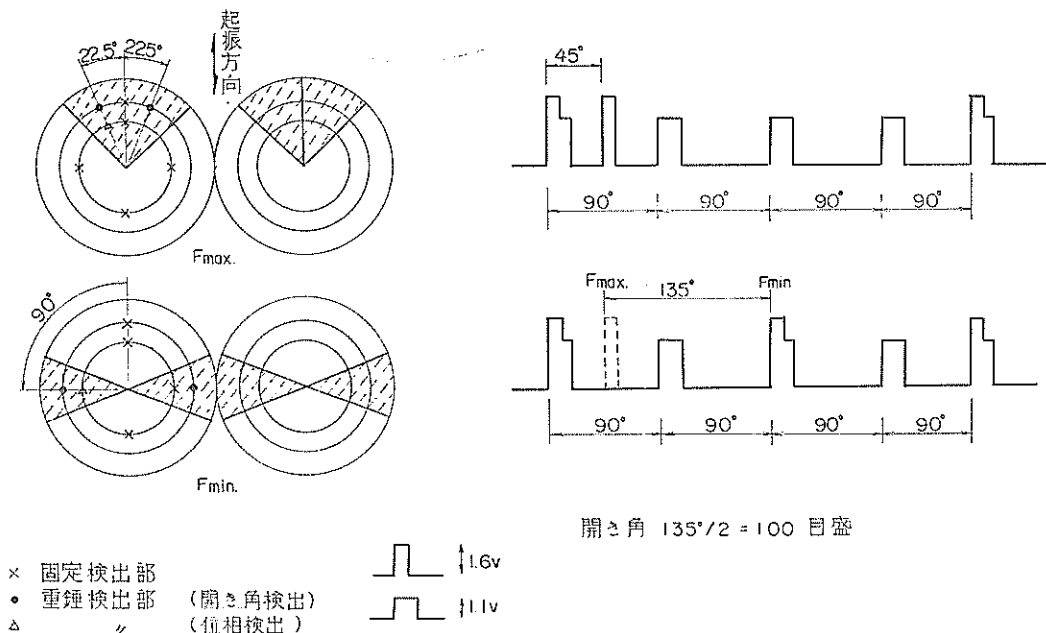 起振方向
22.5° 225°
Fmax.
90°
Fmin.
45°
90° 90° 90° 90°
Fmax. 135° Fmin
90° 90° 90° 90°
開き角 135°/2 = 100 目盛
× 固定検出部
• 重錘検出部 (開き角検出)
△ 〃 (位相検出)
1.6v
1.1v